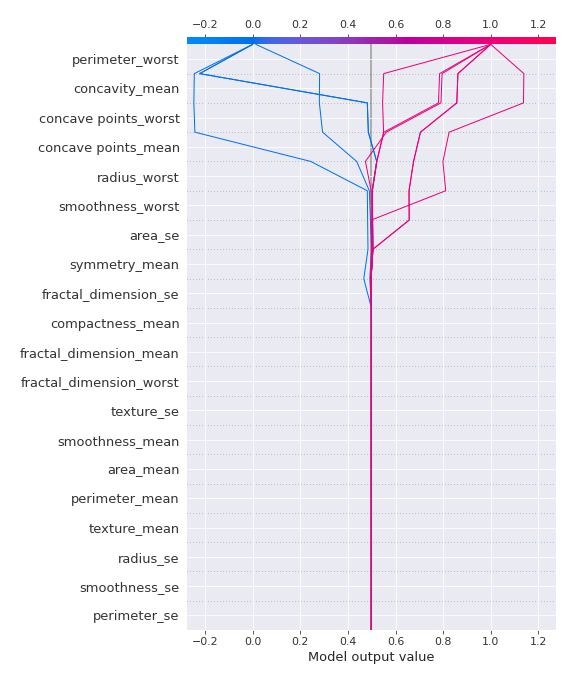 −0.2 0.0 0.2 0.4 0.6 0.8 1.0 1.2
perimeter_worst
concavity_mean
concave points_worst
concave points_mean
radius_worst
smoothness_worst
area_se
symmetry_mean
fractal_dimension_se
compactness_mean
fractal_dimension_mean
fractal_dimension_worst
texture_se
smoothness_mean
area_mean
perimeter_mean
texture_mean
radius_se
smoothness_se
perimeter_se
−0.2 0.0 0.2 0.4 0.6 0.8 1.0 1.2
Model output value